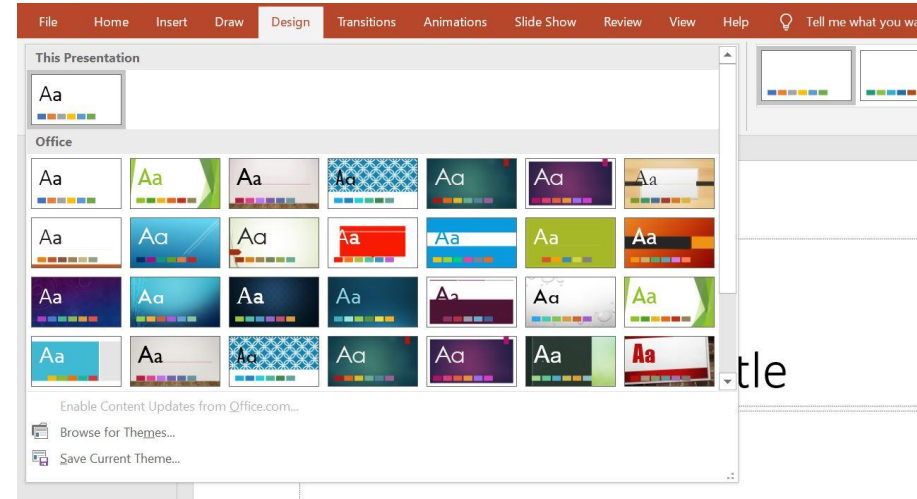 File Home Insert Draw Design Transitions Animations Slide Show Review View Help Tell me what you wa
This Presentation
Aa
Office
Aa Aa Aa Aa Aa Aa Aa
Aa Aa Aa Aa Aa Aa Aa
Aa Aa Aa Aa Aa Aa Aa
Aa Aa Aa Aa Aa Aa Aa
tle
Enable Content Updates from Office.com...
Browse for Themes...
Save Current Theme...